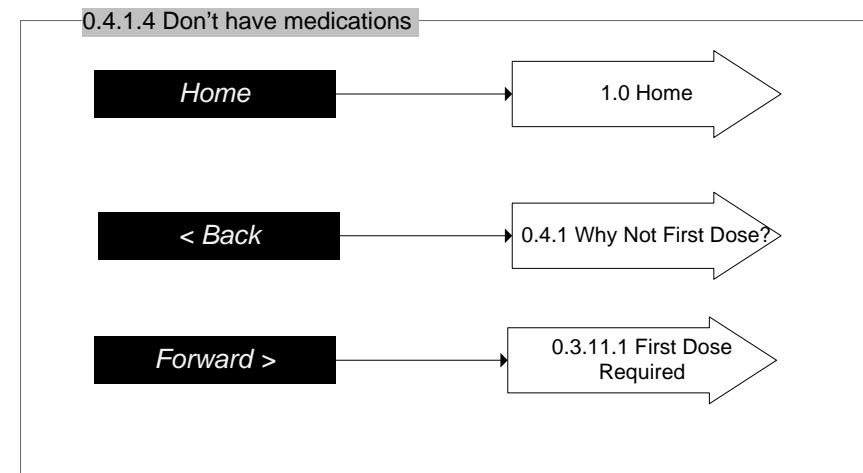 0.4.1.4 Don't have medications
Home
1.0 Home
< Back
0.4.1 Why Not First Dose?
Forward >
0.3.11.1 First Dose
Required